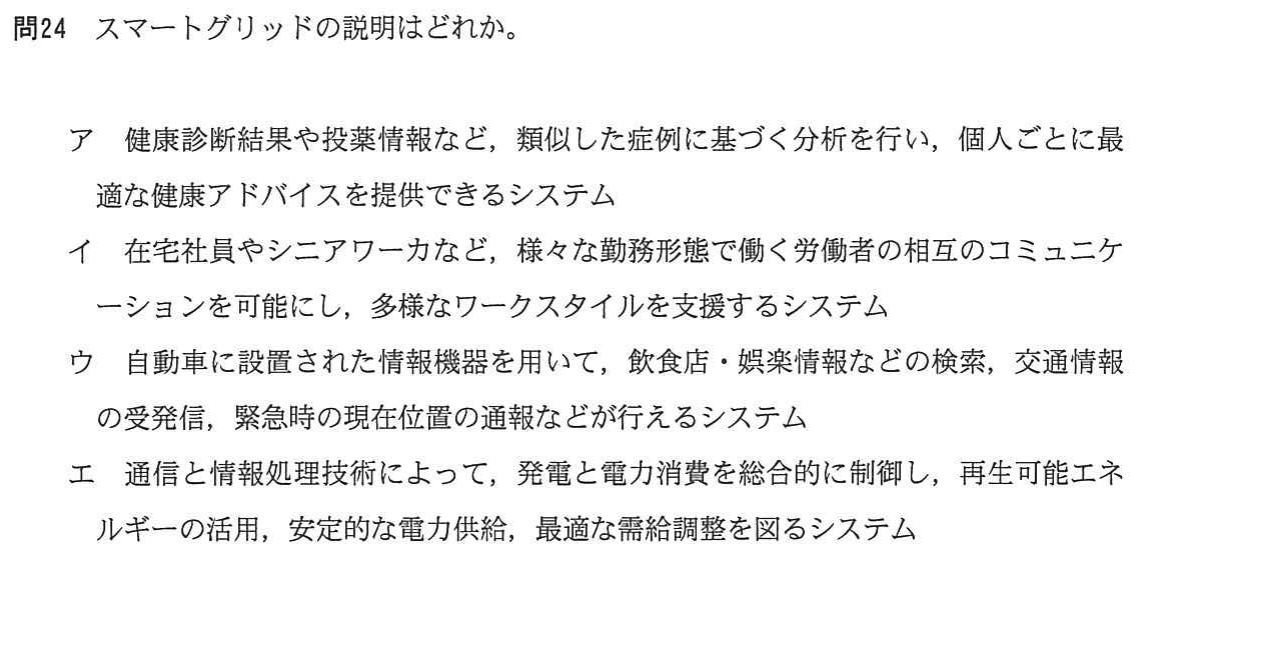 問24　スマートグリッドの説明はどれか。
ア　健康診断結果や投薬情報など，類似した症例に基づく分析を行い，個人ごとに最
適な健康アドバイスを提供できるシステム
イ　在宅社員やシニアワーカなど，様々な勤務形態で働く労働者の相互のコミュニケ
ーションを可能にし，多様なワークスタイルを支援するシステム
ウ　自動車に設置された情報機器を用いて，飲食店・娯楽情報などの検索，交通情報
の受発信，緊急時の現在位置の通報などが行えるシステム
エ　通信と情報処理技術によって，発電と電力消費を総合的に制御し，再生可能エネ
ルギーの活用，安定的な電力供給，最適な需給調整を図るシステム